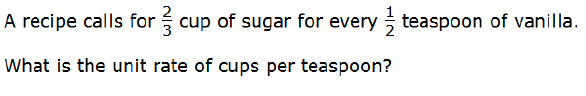 A recipe calls for 2/3 cup of sugar for every 1/2 teaspoon of vanilla.
What is the unit rate of cups per teaspoon?